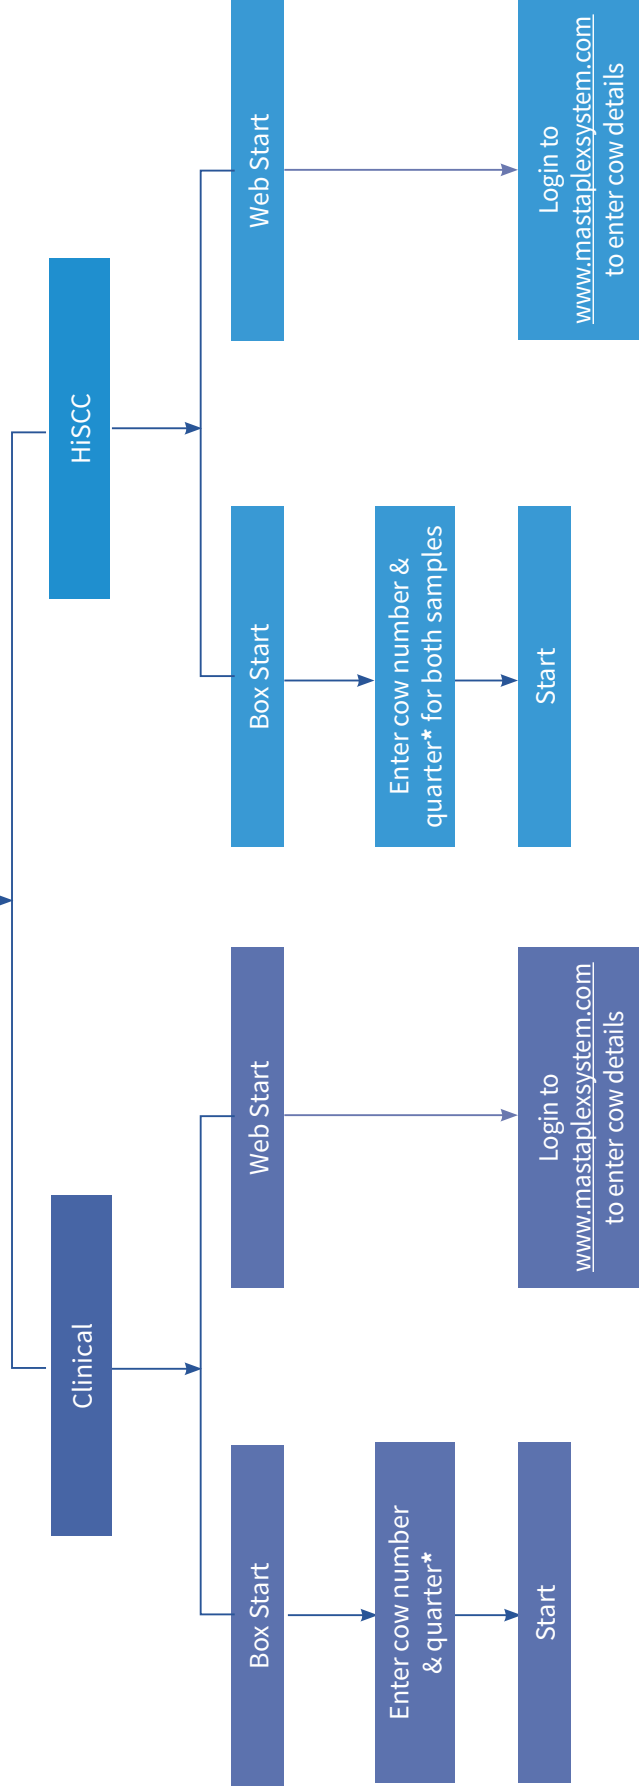 Clinical
HiSCC
Box Start
Web Start
Box Start
Web Start
Enter cow number
& quarter*
Enter cow number &
quarter* for both samples
Start
Login to
www.mastaplexsystem.com
to enter cow details
Start
Login to
www.mastaplexsystem.com
to enter cow details